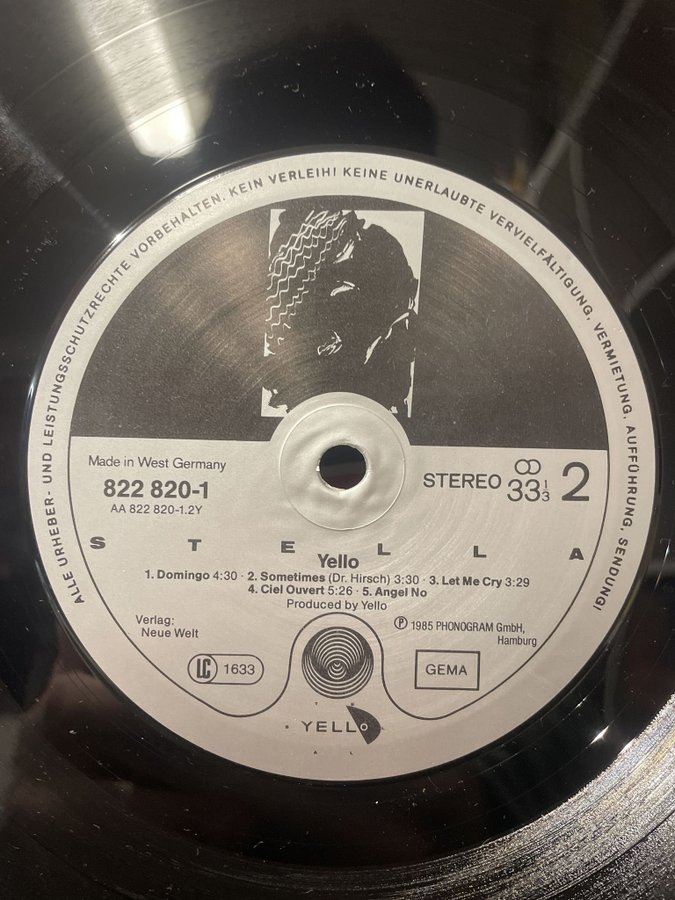 ALLE URHEBER- UND LEISTUNGSSCHUTZRECHTE VORBEHALTEN. KEIN VERLEIH! KEINE UNERLAUBTE VERVIELFÄLTIGUNG, VERMIETUNG, AUFFÜHRUNG, SENDUNG!
Made in West Germany
822 820-1
AA 822 820-1.2Y
STEREO 33 1/3 2
S T E L L A
Yello
1. Domingo 4:30 · 2. Sometimes (Dr. Hirsch) 3:30 · 3. Let Me Cry 3:29
4. Ciel Ouvert 5:26 · 5. Angel No
Produced by Yello
Verlag:
Neue Welt
℗ 1985 PHONOGRAM GmbH,
Hamburg
LC 1633
GEMA
YELLO